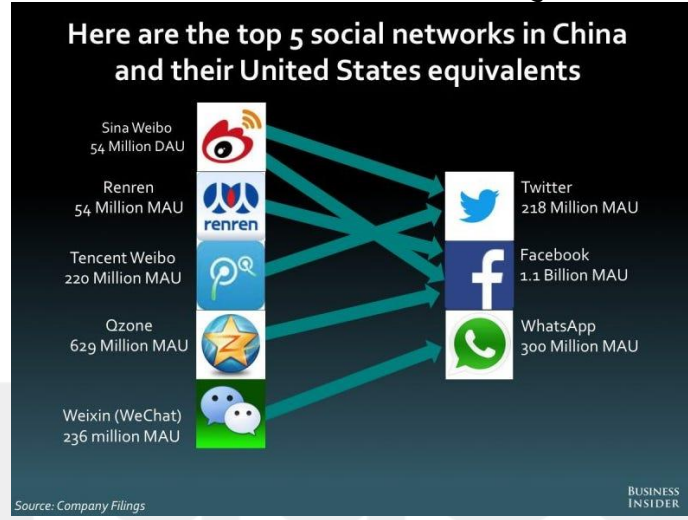 Here are the top 5 social networks in China
and their United States equivalents
Sina Weibo
54 Million DAU
Renren
54 Million MAU
renren
Tencent Weibo
220 Million MAU
Qzone
629 Million MAU
Weixin (WeChat)
236 million MAU
Twitter
218 Million MAU
Facebook
1.1 Billion MAU
WhatsApp
300 Million MAU
Source: Company Filings
BUSINESS
INSIDER